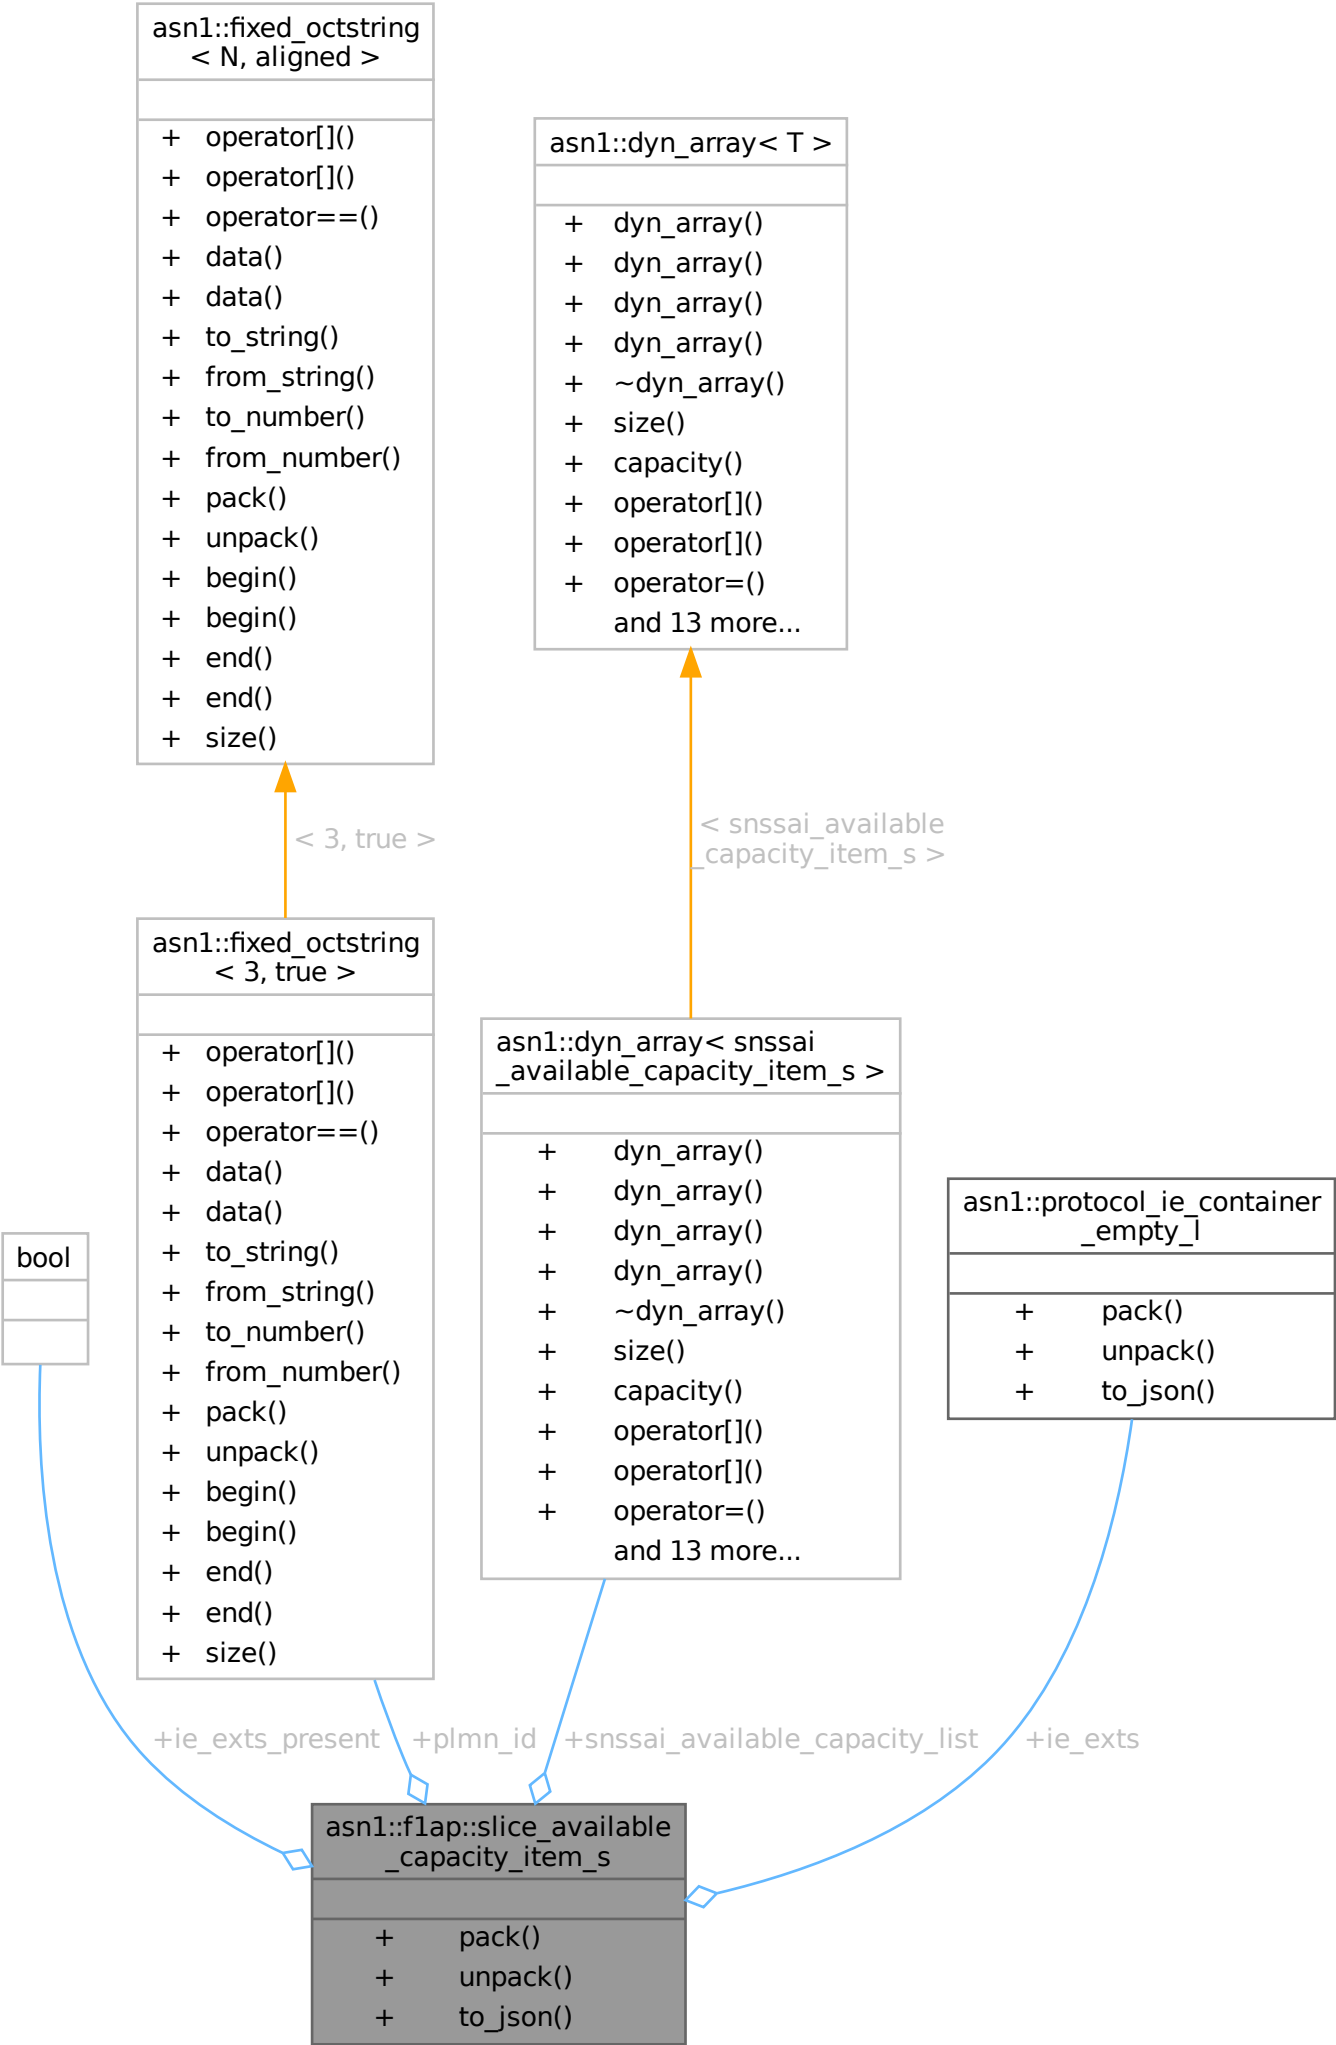 asn1::fixed_octstring
< N, aligned >
+ operator[]()
+ operator[]()
+ operator==()
+ data()
+ data()
+ to_string()
+ from_string()
+ to_number()
+ from_number()
+ pack()
+ unpack()
+ begin()
+ begin()
+ end()
+ end()
+ size()
asn1::dyn_array< T >
+ dyn_array()
+ dyn_array()
+ dyn_array()
+ dyn_array()
+ ~dyn_array()
+ size()
+ capacity()
+ operator[]()
+ operator[]()
+ operator=()
and 13 more...
< 3, true >
< snssai_available
_capacity_item_s >
asn1::fixed_octstring
< 3, true >
+ operator[]()
+ operator[]()
+ operator==()
+ data()
+ data()
+ to_string()
+ from_string()
+ to_number()
+ from_number()
+ pack()
+ unpack()
+ begin()
+ begin()
+ end()
+ end()
+ size()
asn1::dyn_array< snssai
_available_capacity_item_s >
+ dyn_array()
+ dyn_array()
+ dyn_array()
+ dyn_array()
+ ~dyn_array()
+ size()
+ capacity()
+ operator[]()
+ operator[]()
+ operator=()
and 13 more...
asn1::protocol_ie_container
_empty_l
+ pack()
+ unpack()
+ to_json()
bool
+ie_exts_present
+plmn_id
+snssai_available_capacity_list
+ie_exts
asn1::f1ap::slice_available
_capacity_item_s
+ pack()
+ unpack()
+ to_json()